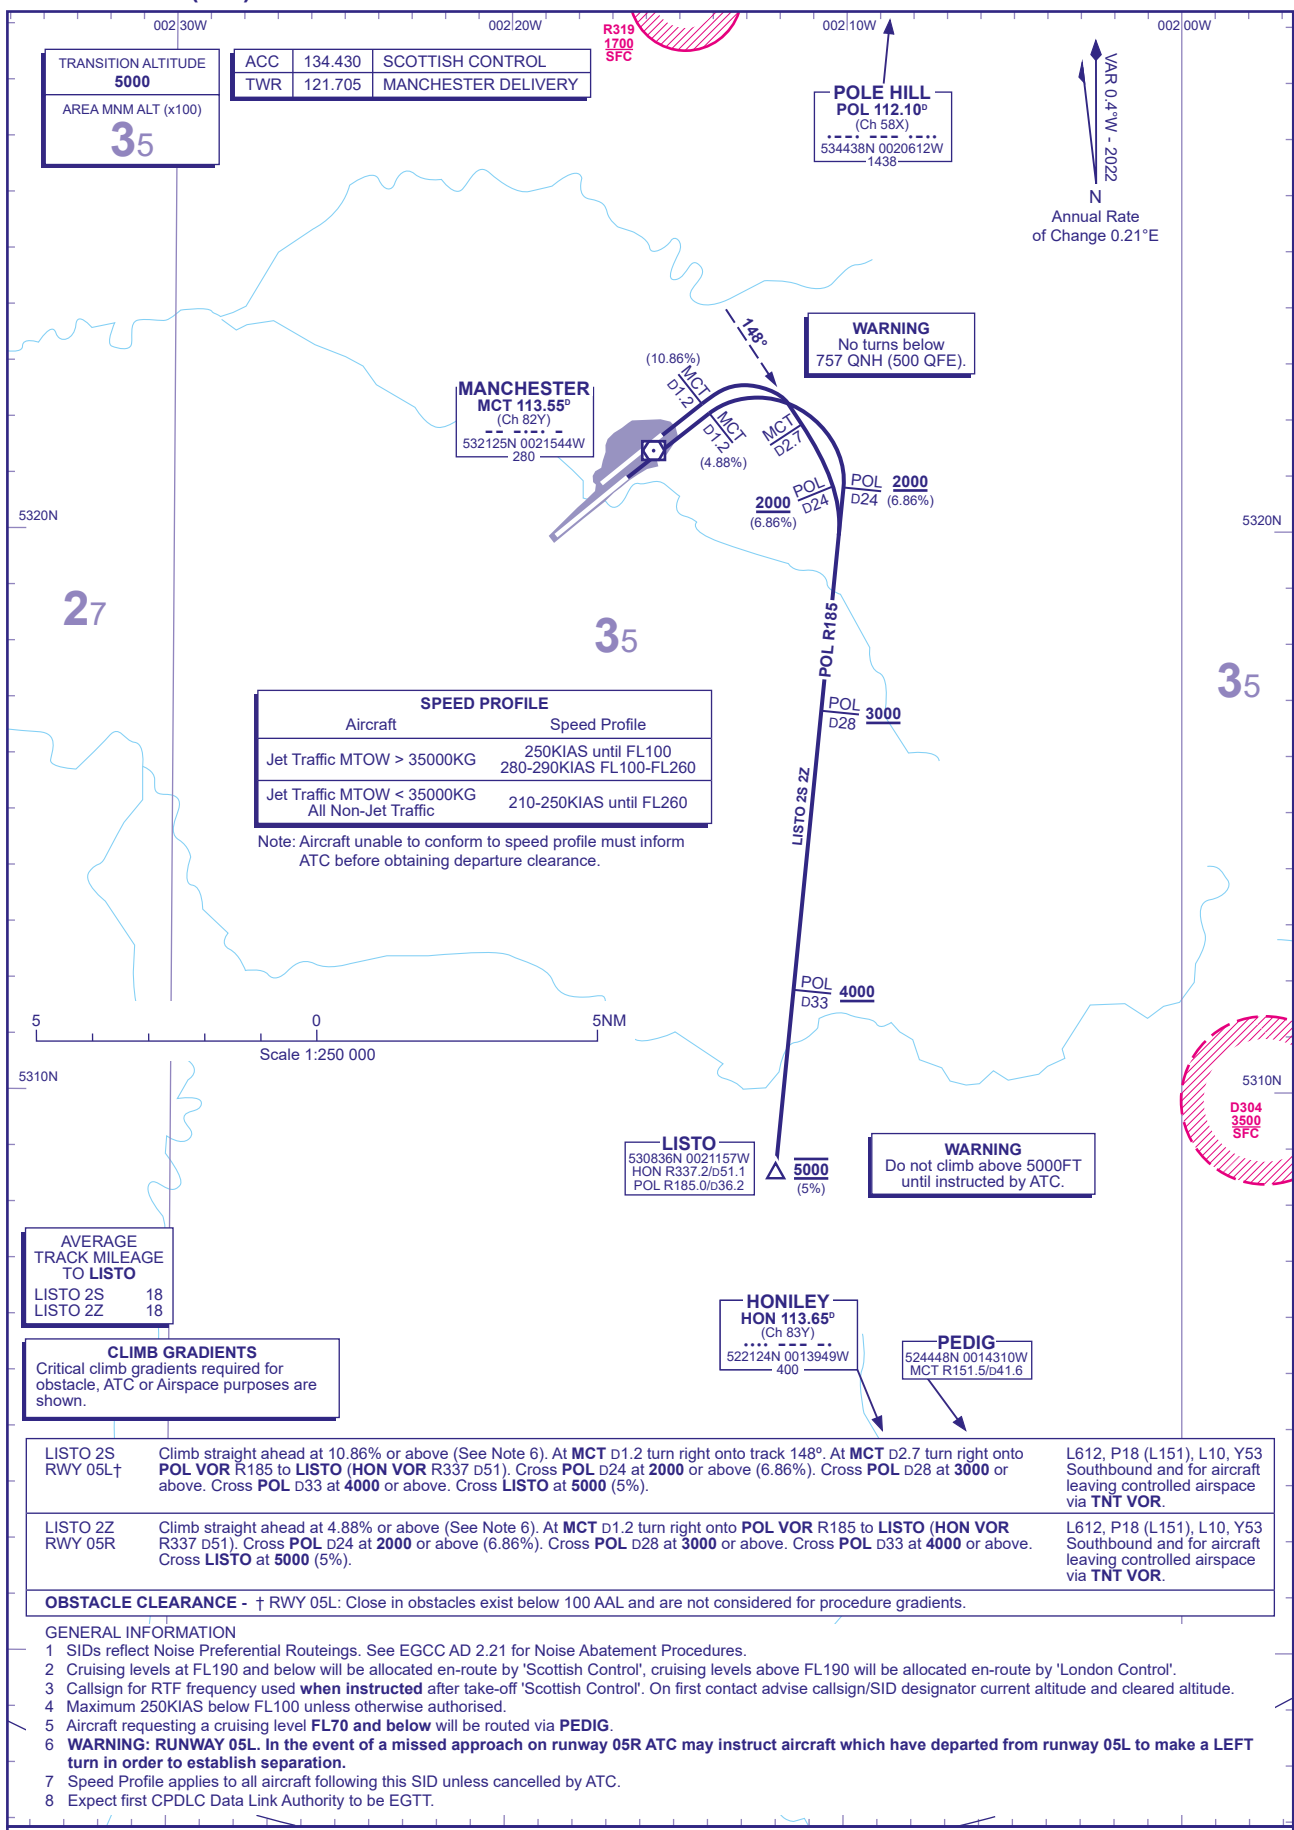 002 30W
002 20W
002 10W
002 00W
R319
1700
SFC
TRANSITION ALTITUDE
5000
AREA MNM ALT (x100)
35
ACC 134.430 SCOTTISH CONTROL
TWR 121.705 MANCHESTER DELIVERY
POLE HILL
POL 112.10ᴰ
(Ch 58X)
534438N 0020612W
1438
VAR 0.4°W - 2022
N
Annual Rate
of Change 0.21°E
148°
WARNING
No turns below
757 QNH (500 QFE).
(10.86%)
MCT
D1.2
MANCHESTER
MCT 113.55ᴰ
(Ch 82Y)
532125N 0021544W
280
MCT
D1.2
(4.88%)
MCT
D2.7
2000
(6.86%)
POL
D24
POL
D24
2000
(6.86%)
5320N
5320N
27
35
35
POL R185
POL
D28
3000
SPEED PROFILE
Aircraft Speed Profile
Jet Traffic MTOW > 35000KG
250KIAS until FL100
280-290KIAS FL100-FL260
Jet Traffic MTOW < 35000KG
All Non-Jet Traffic
210-250KIAS until FL260
Note: Aircraft unable to conform to speed profile must inform
ATC before obtaining departure clearance.
LISTO 2S 2Z
POL
D33
4000
5 0 5NM
Scale 1:250 000
5310N
5310N
D304
3500
SFC
LISTO
530836N 0021157W
HON R337.2/D51.1
POL R185.0/D36.2
5000
(5%)
WARNING
Do not climb above 5000FT
until instructed by ATC.
AVERAGE
TRACK MILEAGE
TO LISTO
LISTO 2S 18
LISTO 2Z 18
HONILEY
HON 113.65ᴰ
(Ch 83Y)
522124N 0013949W
400
PEDIG
524448N 0014310W
MCT R151.5/D41.6
CLIMB GRADIENTS
Critical climb gradients required for
obstacle, ATC or Airspace purposes are
shown.
LISTO 2S
RWY 05L†
Climb straight ahead at 10.86% or above (See Note 6). At MCT D1.2 turn right onto track 148º. At MCT D2.7 turn right onto
POL VOR R185 to LISTO (HON VOR R337 D51). Cross POL D24 at 2000 or above (6.86%). Cross POL D28 at 3000 or
above. Cross POL D33 at 4000 or above. Cross LISTO at 5000 (5%).
L612, P18 (L151), L10, Y53
Southbound and for aircraft
leaving controlled airspace
via TNT VOR.
LISTO 2Z
RWY 05R
Climb straight ahead at 4.88% or above (See Note 6). At MCT D1.2 turn right onto POL VOR R185 to LISTO (HON VOR
R337 D51). Cross POL D24 at 2000 or above (6.86%). Cross POL D28 at 3000 or above. Cross POL D33 at 4000 or above.
Cross LISTO at 5000 (5%).
L612, P18 (L151), L10, Y53
Southbound and for aircraft
leaving controlled airspace
via TNT VOR.
OBSTACLE CLEARANCE - † RWY 05L: Close in obstacles exist below 100 AAL and are not considered for procedure gradients.
GENERAL INFORMATION
1 SIDs reflect Noise Preferential Routeings. See EGCC AD 2.21 for Noise Abatement Procedures.
2 Cruising levels at FL190 and below will be allocated en-route by 'Scottish Control', cruising levels above FL190 will be allocated en-route by 'London Control'.
3 Callsign for RTF frequency used when instructed after take-off 'Scottish Control'. On first contact advise callsign/SID designator current altitude and cleared altitude.
4 Maximum 250KIAS below FL100 unless otherwise authorised.
5 Aircraft requesting a cruising level FL70 and below will be routed via PEDIG.
6 WARNING: RUNWAY 05L. In the event of a missed approach on runway 05R ATC may instruct aircraft which have departed from runway 05L to make a LEFT
turn in order to establish separation.
7 Speed Profile applies to all aircraft following this SID unless cancelled by ATC.
8 Expect first CPDLC Data Link Authority to be EGTT.